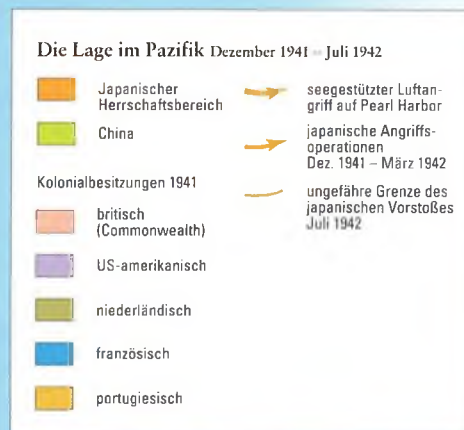 Die Lage im Pazifik Dezember 1941 – Juli 1942
Japanischer
Herrschaftsbereich
China
Kolonialbesitzungen 1941
britisch
(Commonwealth)
US-amerikanisch
niederländisch
französisch
portugiesisch
seegestützter Luftan-
griff auf Pearl Harbor
japanische Angriffs-
operationen
Dez. 1941 – März 1942
ungefähre Grenze des
japanischen Vorstoßes
Juli 1942